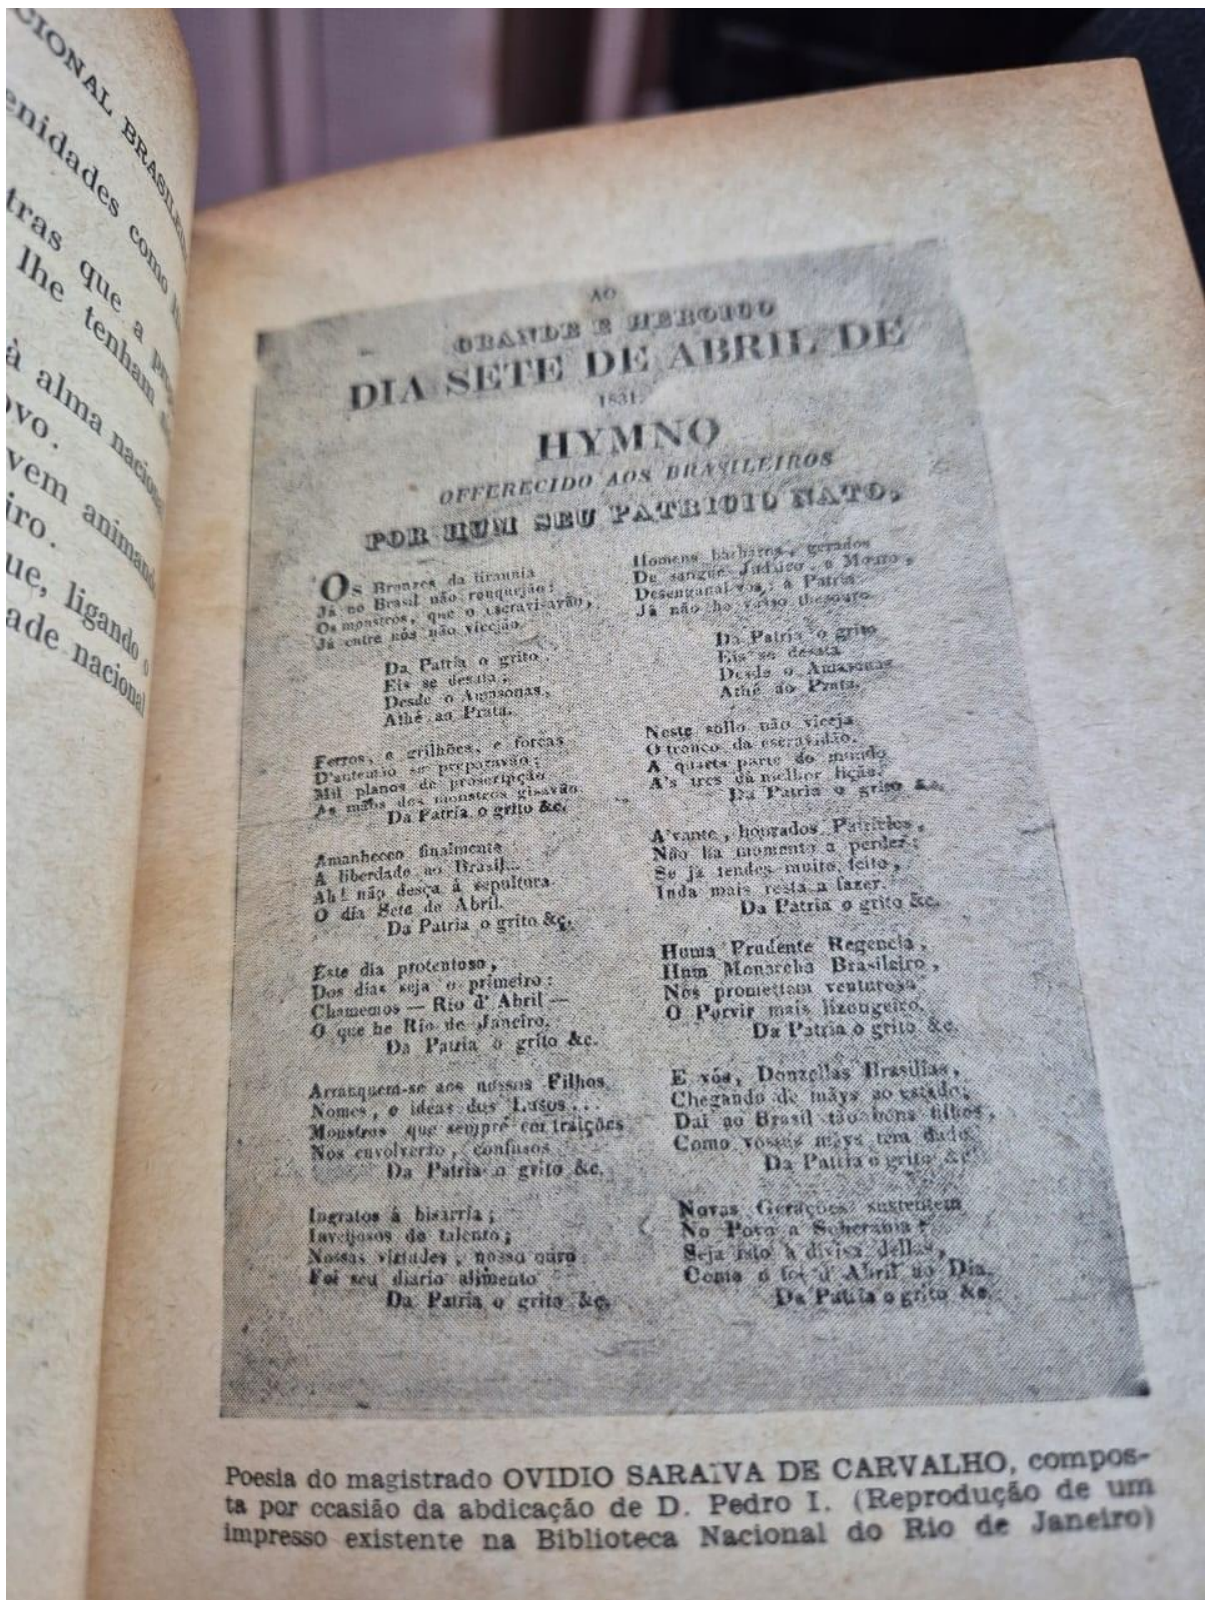 CIONAL BRASILEIRO
enidades como
tras que a
lhe tenham
à alma nacional
ovo.
vem animando
iro.
ue, ligando o
ade nacional
AO
GRANDE E HEROICO
DIA SETE DE ABRIL DE
1831.
HYMNO
OFFERECIDO AOS BRASILEIROS
POR HUM SEU PATRICIO NATO,
Os Bronzes da tirannia
Já no Brasil não rouquejão;
Os monstros, que o escravisavão,
Já entre nós não vicejão.
Da Patria o grito
Eis se desata;
Desde o Amazonas,
Athé ao Prata.
Ferros, e grilhões, e forcas
D'antemão se preparavão;
Mil planos de proscripção
As mãos dos monstros gisavão.
Da Patria o grito &c.
Amanheceo finalmente
A liberdade ao Brasil...
Ah! não desça á sepultura
O dia Sete de Abril.
Da Patria o grito &c.
Este dia protentoso,
Dos dias seja o primeiro:
Chamemos — Rio d' Abril —
O que he Rio de Janeiro.
Da Patria o grito &c.
Arranquem-se aos nossos Filhos
Nomes, e ideas dos Lusos...
Monstros que sempre em traições
Nos envolverão, confusos
Da Patria o grito &c.
Ingratos á bisarria;
Invejosos do talento;
Nossas virtudes, nosso ouro
Foi seu diario alimento
Da Patria o grito &c.
Homens barbaros, gerados
De sangue Judaico, e Mouro,
Desenganai-vos: a Patria
Já não he vosso thesouro.
Da Patria o grito
Eis se desata
Desde o Amazonas
Athé ao Prata.
Neste sollo não viceja
O tronco da escravidão.
A quarta parte do mundo
A's tres dá melhor lição.
Da Patria o grito &c.
A'vante, honrados Patricios,
Não ha momento a perder;
Se já tendes muito feito,
Inda mais resta a fazer.
Da Patria o grito &c.
Huma Prudente Regencia,
Hum Monarcha Brasileiro,
Nos promettem venturosa
O Porvir mais lizongeiro.
Da Patria o grito &c.
E vós, Donzellas Brasilias,
Chegando de mãys ao estado;
Dai ao Brasil tão bons filhos,
Como vossas mãys tem dado.
Da Patria o grito &c
Novas Gerações sustentem
No Povo a Soberania;
Seja isto a divisa dellas,
Como o foi d' Abril ao Dia.
Da Patria o grito &c.
Poesia do magistrado OVIDIO SARAIVA DE CARVALHO, compos-
ta por ccasião da abdicação de D. Pedro I. (Reprodução de um
impresso existente na Biblioteca Nacional do Rio de Janeiro)